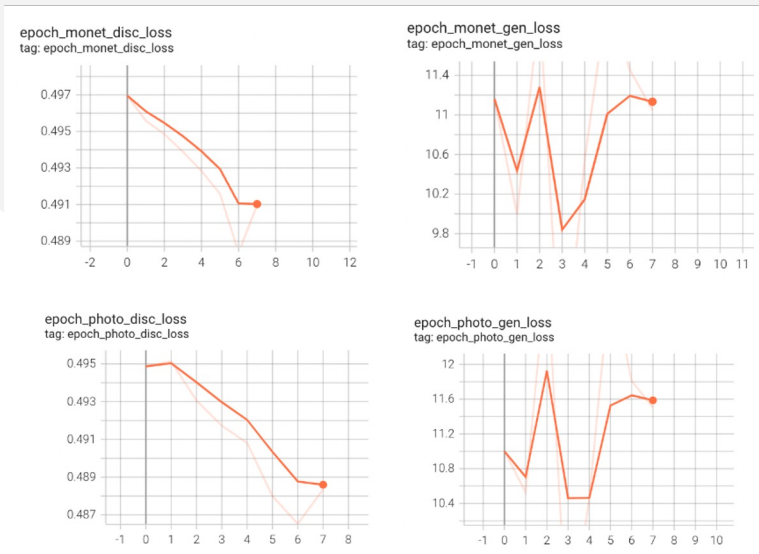 epoch_monet_disc_loss
tag: epoch_monet_disc_loss
0.497
0.495
0.493
0.491
0.489
-2 0 2 4 6 8 10 12
epoch_monet_gen_loss
tag: epoch_monet_gen_loss
11.4
11
10.6
10.2
9.8
-1 0 1 2 3 4 5 6 7 8 9 10 11
epoch_photo_disc_loss
tag: epoch_photo_disc_loss
0.495
0.493
0.491
0.489
0.487
-1 0 1 2 3 4 5 6 7 8
epoch_photo_gen_loss
tag: epoch_photo_gen_loss
12
11.6
11.2
10.8
10.4
-1 0 1 2 3 4 5 6 7 8 9 10